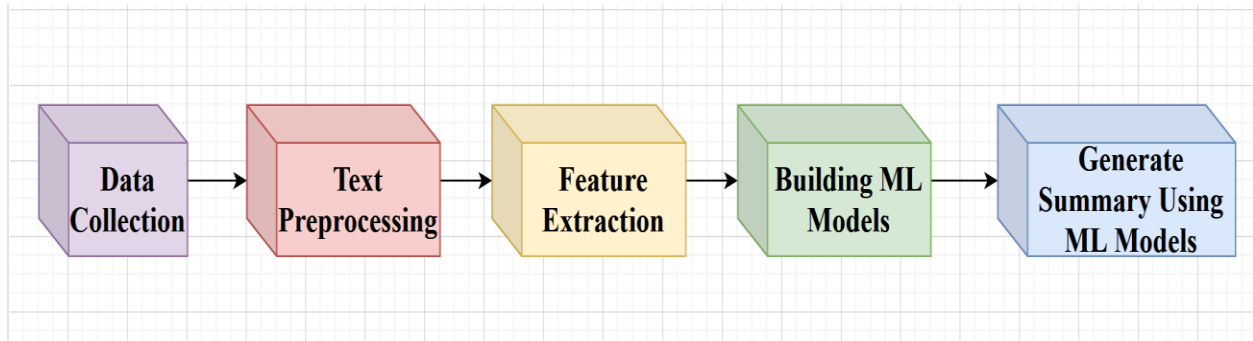 Data
Collection
Text
Preprocessing
Feature
Extraction
Building ML
Models
Generate
Summary Using
ML Models